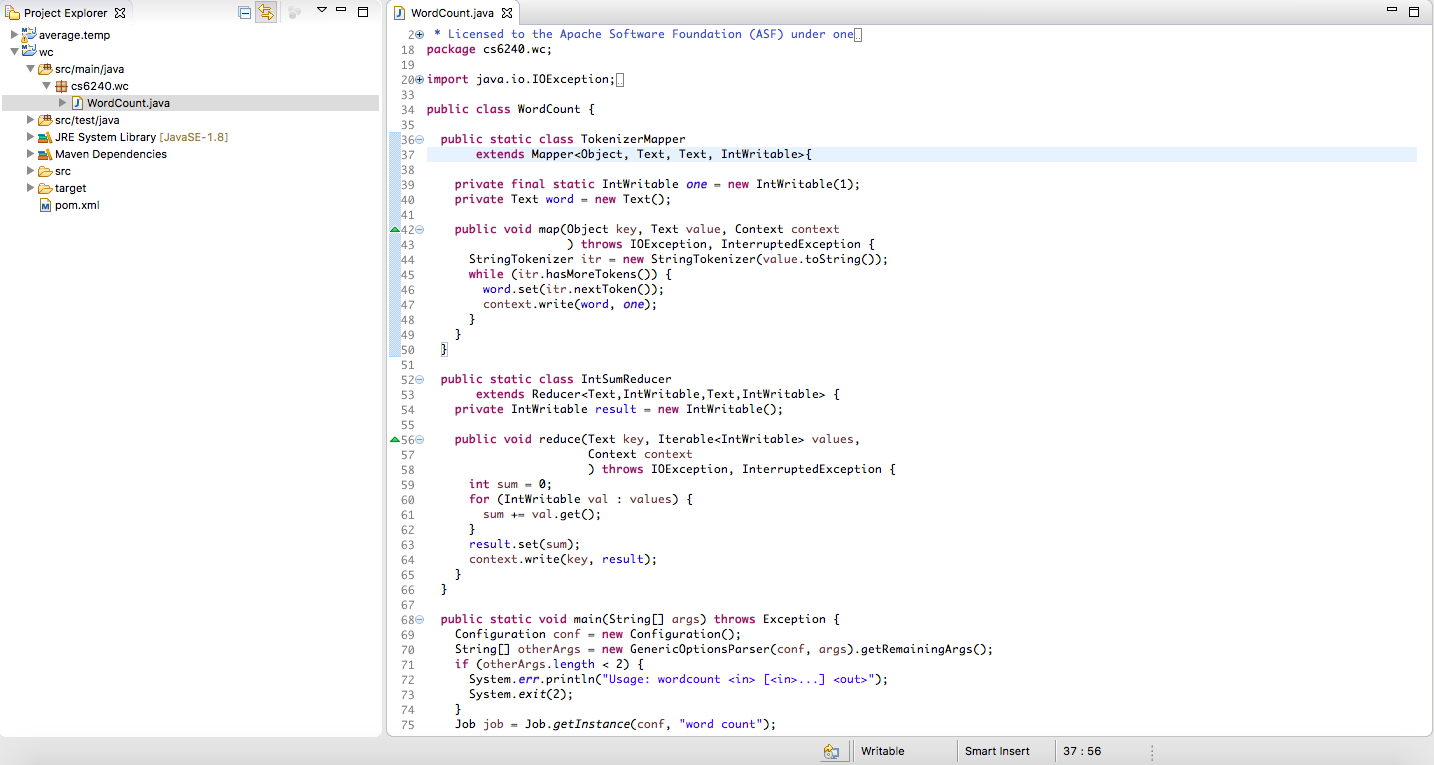 Project Explorer
average.temp
wc
src/main/java
cs6240.wc
WordCount.java
src/test/java
JRE System Library [JavaSE-1.8]
Maven Dependencies
src
target
pom.xml
WordCount.java
2 * Licensed to the Apache Software Foundation (ASF) under one
18 package cs6240.wc;
19
20 import java.io.IOException;
33
34 public class WordCount {
35
36   public static class TokenizerMapper
37        extends Mapper<Object, Text, Text, IntWritable>{
38
39     private final static IntWritable one = new IntWritable(1);
40     private Text word = new Text();
41
42     public void map(Object key, Text value, Context context
43                     ) throws IOException, InterruptedException {
44       StringTokenizer itr = new StringTokenizer(value.toString());
45       while (itr.hasMoreTokens()) {
46         word.set(itr.nextToken());
47         context.write(word, one);
48       }
49     }
50   }
51
52   public static class IntSumReducer
53        extends Reducer<Text,IntWritable,Text,IntWritable> {
54     private IntWritable result = new IntWritable();
55
56     public void reduce(Text key, Iterable<IntWritable> values,
57                        Context context
58                        ) throws IOException, InterruptedException {
59       int sum = 0;
60       for (IntWritable val : values) {
61         sum += val.get();
62       }
63       result.set(sum);
64       context.write(key, result);
65     }
66   }
67
68   public static void main(String[] args) throws Exception {
69     Configuration conf = new Configuration();
70     String[] otherArgs = new GenericOptionsParser(conf, args).getRemainingArgs();
71     if (otherArgs.length < 2) {
72       System.err.println("Usage: wordcount <in> [<in>...] <out>");
73       System.exit(2);
74     }
75     Job job = Job.getInstance(conf, "word count");
Writable
Smart Insert
37 : 56